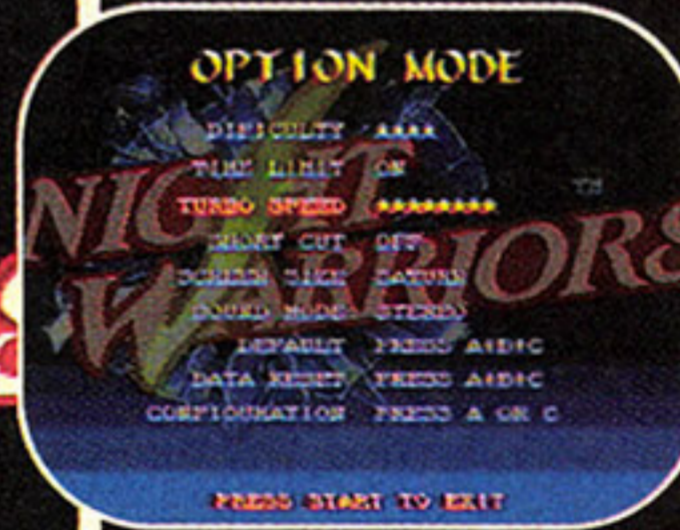 OPTION MODE
DIFFICULTY ****
TIME LIMIT ON
TURBO SPEED ********
SHORT CUT OFF
SCREEN SIZE SATURN
SOUND MODE STEREO
DEFAULT PRESS A+B+C
DATA RESET PRESS A+B+C
CONFIGURATION PRESS A OR C
PRESS START TO EXIT
NIGHT
WARRIORS
TM